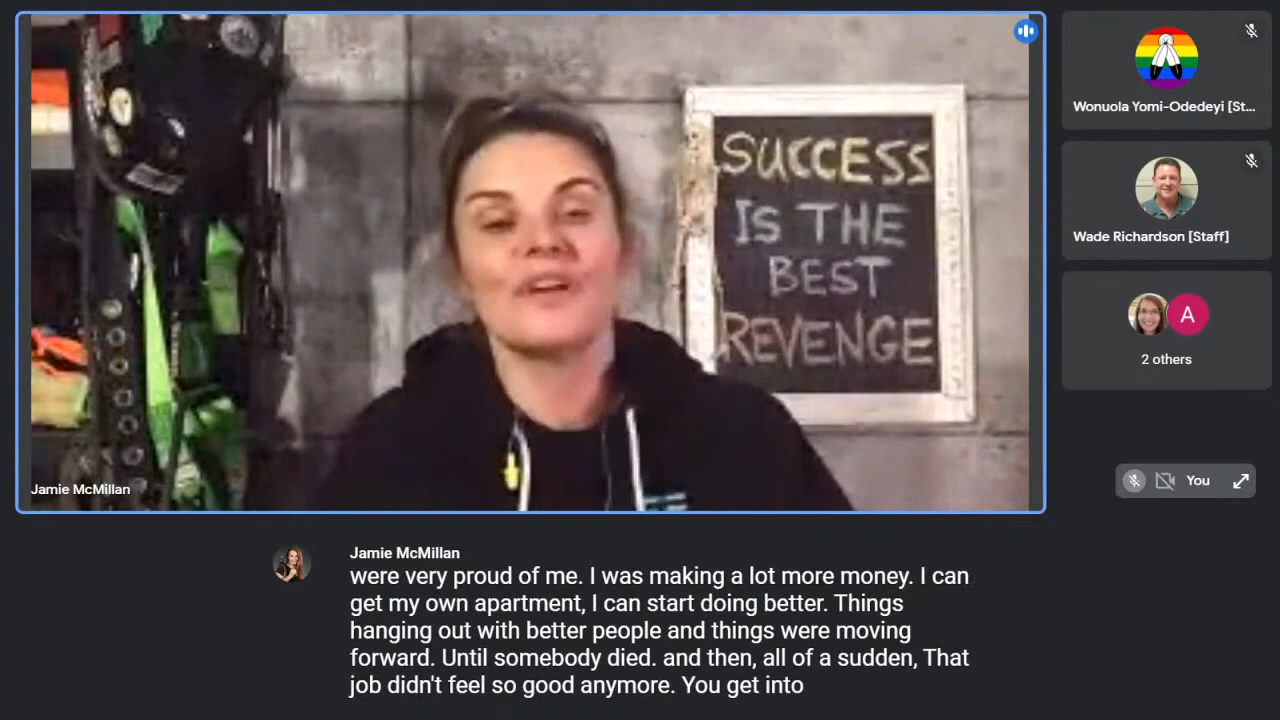 SUCCESS
IS THE
BEST
REVENGE
Jamie McMillan
Wonuola Yomi-Odedeyi [St...
Wade Richardson [Staff]
A
2 others
You
Jamie McMillan
were very proud of me. I was making a lot more money. I can
get my own apartment, I can start doing better. Things
hanging out with better people and things were moving
forward. Until somebody died. and then, all of a sudden, That
job didn't feel so good anymore. You get into